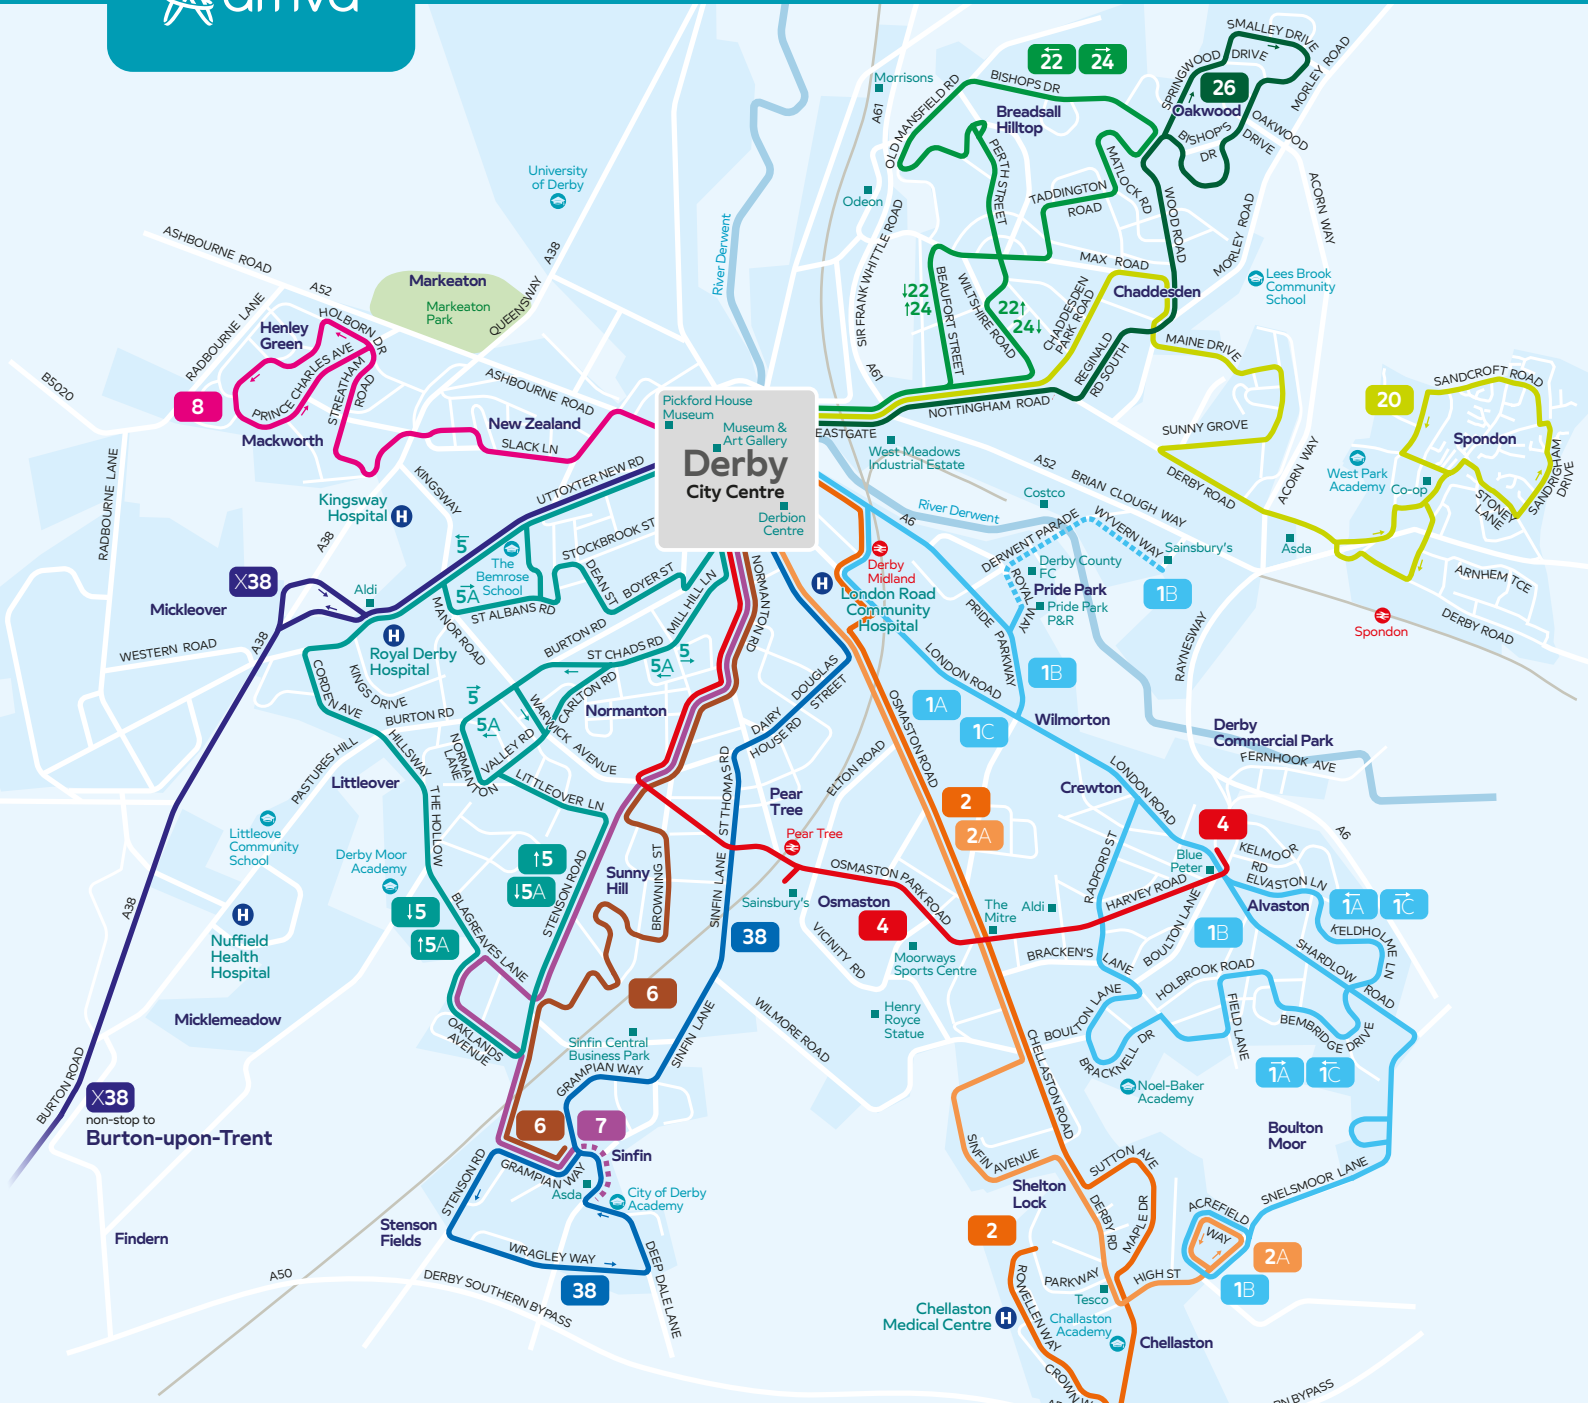 arriva
22
24
SMALLEY DRIVE
SPRINGWOOD
DRIVE
MORLEY ROAD
26
Oakwood
BISHOP'S
DR
OAKWOOD
DRIVE
Morrisons
A61
OLD MANSFIELD RD
BISHOPS DR
Breadsall
Hilltop
PERTH STREET
MATLOCK RD
TADDINGTON
ROAD
WOOD ROAD
ACORN WAY
University
of Derby
Odeon
River Derwent
SIR FRANK WHITTLE ROAD
MAX ROAD
MORLEY ROAD
Lees Brook
Community
School
Chaddesden
ASHBOURNE ROAD
A52
A38
Markeaton
Markeaton
Park
QUEENSWAY
RADBOURNE LANE
Henley
Green
HOLBORN DR
PRINCE CHARLES AVE
STREATHAM
ROAD
8
Mackworth
B5020
ASHBOURNE ROAD
New Zealand
SLACK LN
↓22
↑24
BEAUFORT STREET
WILTSHIRE ROAD
22↑
24↓
CHADDESDEN
PARK ROAD
REGINALD
RD SOUTH
MAINE DRIVE
A61
NOTTINGHAM ROAD
EASTGATE
20
SANDCROFT ROAD
Spondon
SUNNY GROVE
West Park
Academy
Co-op
STONEY
LANE
SANDRINGHAM
DRIVE
Pickford House
Museum
Museum &
Art Gallery
Derby
City Centre
Derbion
Centre
West Meadows
Industrial Estate
A52
BRIAN CLOUGH WAY
DERBY ROAD
ACORN WAY
Costco
River Derwent
A6
WYVERN WAY
DERWENT PARADE
Sainsbury's
Asda
ARNHEM TCE
DERBY ROAD
Spondon
RADBOURNE LANE
Kingsway
Hospital
H
KINGSWAY
A38
UTTOXTER NEW RD
5
The
Bemrose
School
STOCKBROOK ST
5A
ST ALBANS RD
DEAN ST
BOYER ST
MILL HILL LN
NORMANTON RD
H
Derby
Midland
London Road
Community
Hospital
Derby County
FC
Pride Park
Pride Park
P&R
ROYAL WAY
PRIDE PARKWAY
1B
X38
Mickleover
Aldi
H
Royal Derby
Hospital
MANOR ROAD
BURTON RD
ST CHADS RD
5
5A
WESTERN ROAD
A38
CORDEN AVE
KINGS DRIVE
BURTON RD
5
5A
CARLTON RD
Normanton
WARWICK AVENUE
VALLEY RD
NORMANTON
LANE
DOUGLAS
STREET
DAIRY
HOUSE RD
LONDON ROAD
1B
1A
1C
Wilmorton
RAYNESWAY
Derby
Commercial Park
FERNHOOK AVE
PASTURES HILL
HILLSWAY
Littleover
THE HOLLOW
LITTLEOVER LN
ST THOMAS RD
OSMASTON ROAD
ELTON ROAD
Pear
Tree
Pear Tree
Crewton
LONDON ROAD
2
2A
4
A6
Littleove
Community
School
Derby Moor
Academy
↑5
↓5A
STENSON ROAD
Sunny
Hill
BROWNING ST
SINFIN LANE
Sainsbury's
OSMASTON PARK ROAD
Osmaston
4
The
Mitre
Aldi
RADFORD ST
Blue
Peter
HARVEY ROAD
KELMOOR
RD
ELVASTON LN
Alvaston
1A
1C
A38
H
Nuffield
Health
Hospital
↓5
↑5A
BLAGREAVES LANE
38
VICINITY RD
Moorways
Sports Centre
BRACKEN'S LANE
BOULTON LANE
1B
SHARDLOW ROAD
KELDHOLME LN
HOLBROOK ROAD
6
WILMORE ROAD
Henry
Royce
Statue
BOULTON LANE
FIELD LANE
BEMBRIDGE DRIVE
Micklemeadow
OAKLANDS
AVENUE
Sinfin Central
Business Park
GRAMPIAN WAY
SINFIN LANE
CHELLASTON ROAD
BRACKNELL DR
1A
1C
Noel-Baker
Academy
BURTON ROAD
X38
non-stop to
Burton-upon-Trent
6
7
Sinfin
GRAMPIAN WAY
Asda
City of Derby
Academy
STENSON RD
Stenson
Fields
WRAGLEY WAY
38
DEEP DALE LANE
Findern
A50
DERBY SOUTHERN BYPASS
SINFIN AVENUE
SUTTON AVE
Shelton
Lock
DERBY RD
MAPLE DR
Boulton
Moor
SNELSMOOR LANE
ACREFIELD
WAY
2A
1B
2
ROWELLEN WAY
PARKWAY
HIGH ST
Tesco
Chellaston
Medical Centre
H
Challaston
Academy
Chellaston